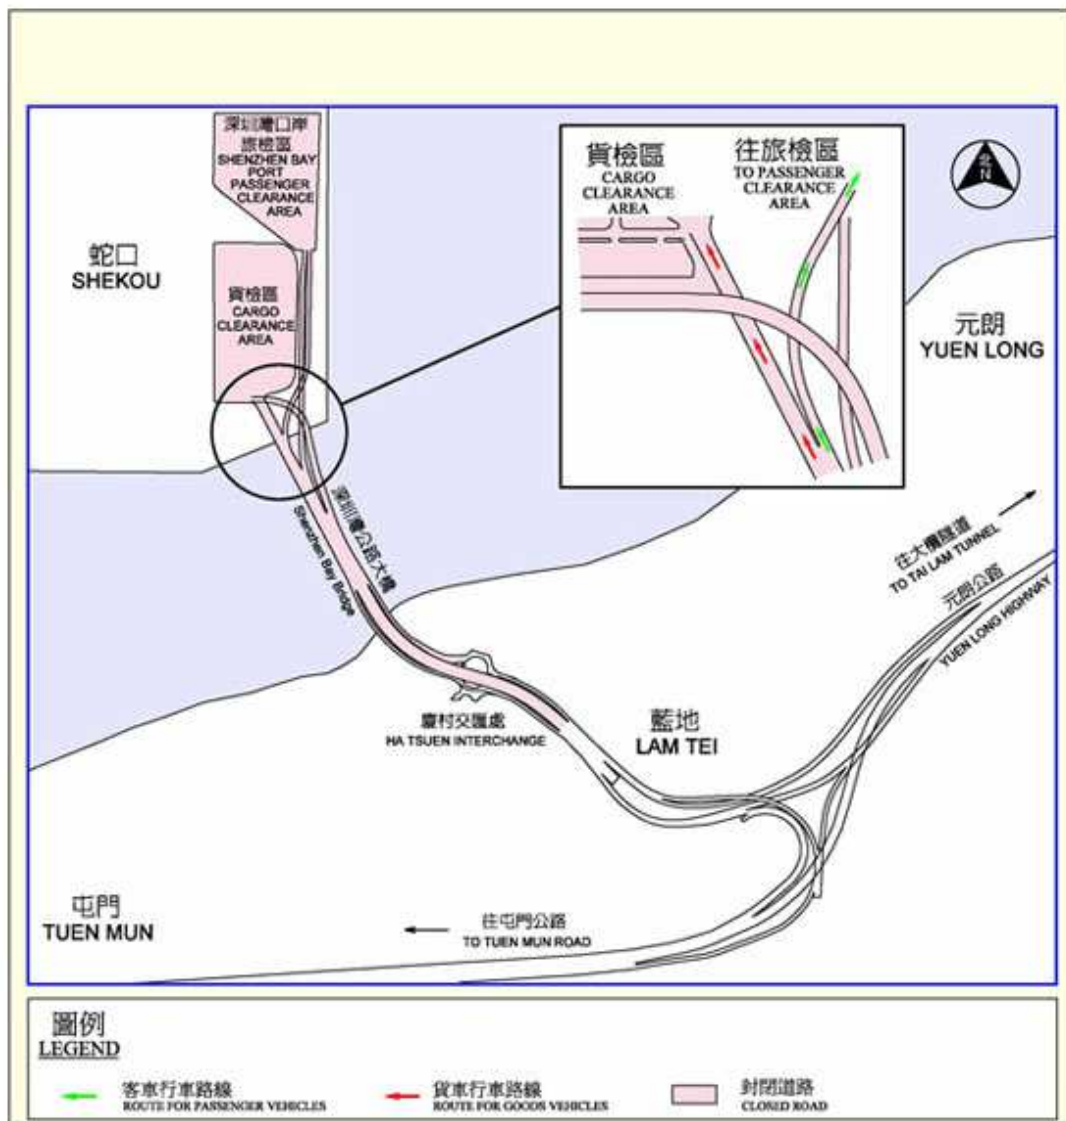 深圳灣口岸
旅檢區
SHENZHEN BAY
PORT
PASSENGER
CLEARANCE
AREA
貨檢區
CARGO
CLEARANCE
AREA
往旅檢區
TO PASSENGER
CLEARANCE
AREA
北
N
蛇口
SHEKOU
貨檢區
CARGO
CLEARANCE
AREA
元朗
YUEN LONG
深圳灣公路大橋
Shenzhen Bay Bridge
往大欖隧道
TO TAI LAM TUNNEL
元朗公路
YUEN LONG HIGHWAY
廈村交匯處
HA TSUEN INTERCHANGE
藍地
LAM TEI
屯門
TUEN MUN
往屯門公路
TO TUEN MUN ROAD
圖例
LEGEND
客車行車路線
ROUTE FOR PASSENGER VEHICLES
貨車行車路線
ROUTE FOR GOODS VEHICLES
封閉道路
CLOSED ROAD